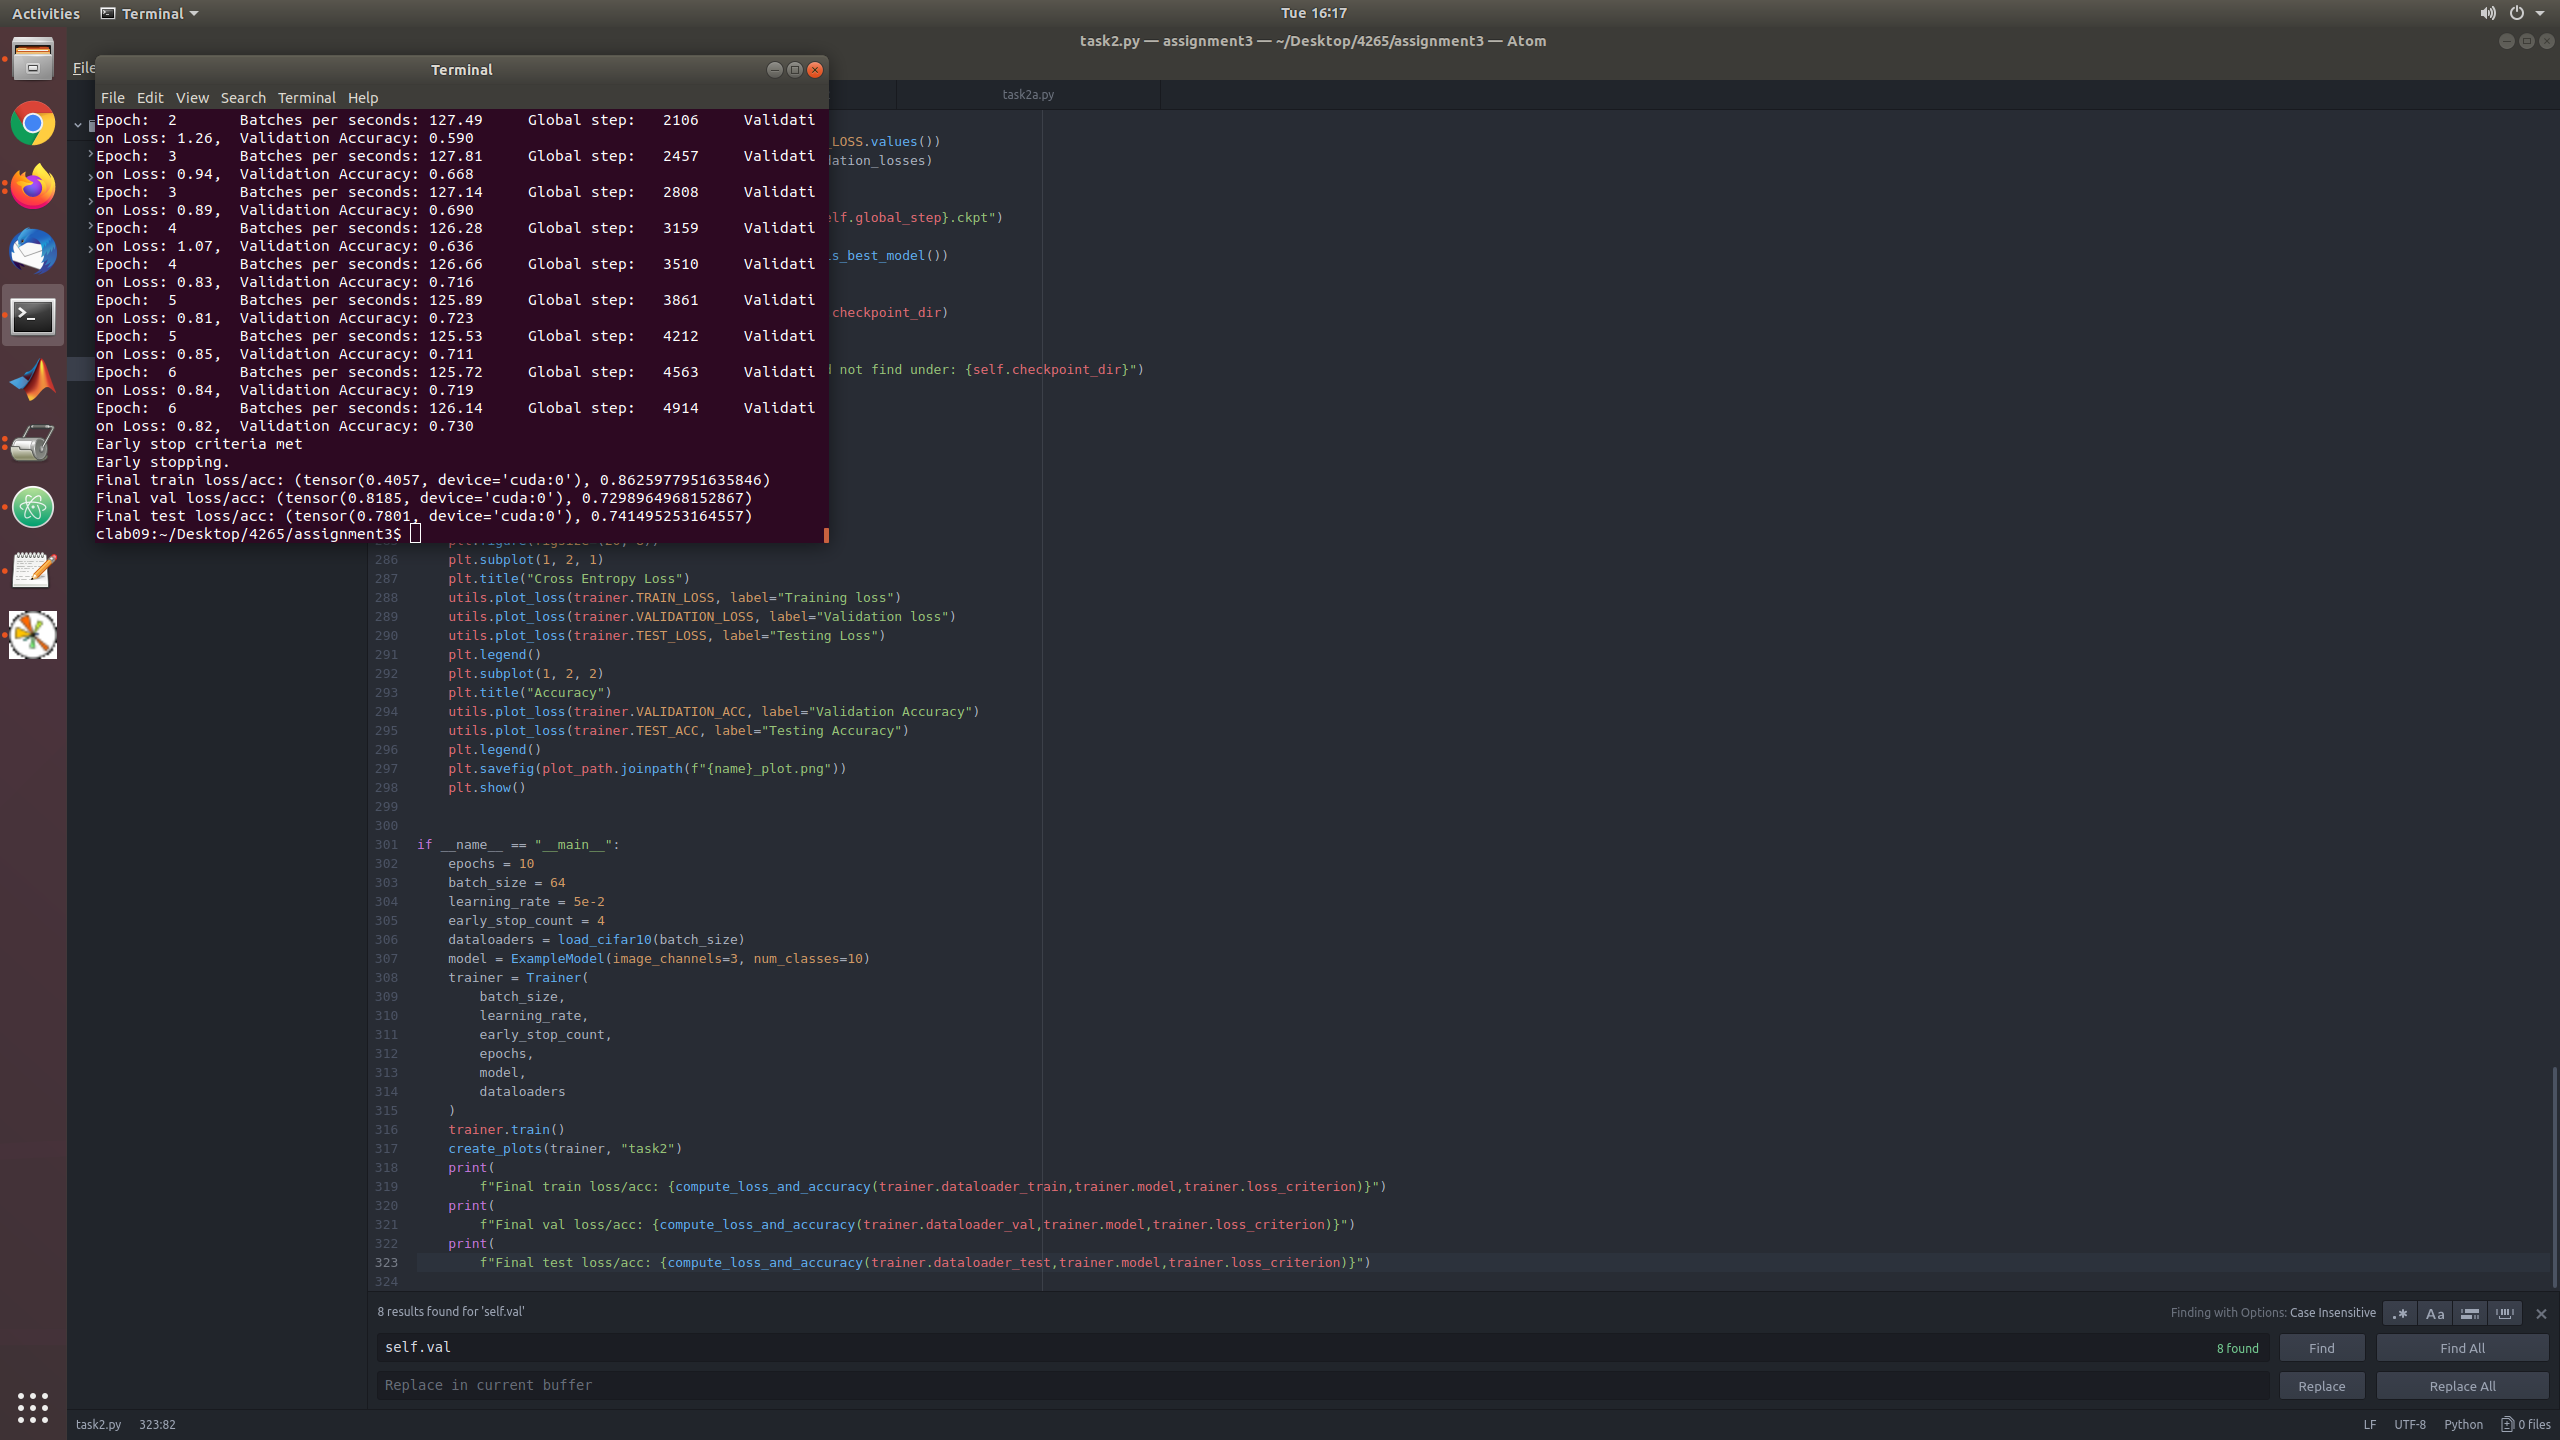 Activities
Terminal
Tue 16:17
task2.py — assignment3 — ~/Desktop/4265/assignment3 — Atom
File
Terminal
File Edit View Search Terminal Help
task2a.py
Epoch:  2       Batches per seconds: 127.49     Global step:   2106     Validati
on Loss: 1.26,  Validation Accuracy: 0.590
Epoch:  3       Batches per seconds: 127.81     Global step:   2457     Validati
on Loss: 0.94,  Validation Accuracy: 0.668
Epoch:  3       Batches per seconds: 127.14     Global step:   2808     Validati
on Loss: 0.89,  Validation Accuracy: 0.690
Epoch:  4       Batches per seconds: 126.28     Global step:   3159     Validati
on Loss: 1.07,  Validation Accuracy: 0.636
Epoch:  4       Batches per seconds: 126.66     Global step:   3510     Validati
on Loss: 0.83,  Validation Accuracy: 0.716
Epoch:  5       Batches per seconds: 125.89     Global step:   3861     Validati
on Loss: 0.81,  Validation Accuracy: 0.723
Epoch:  5       Batches per seconds: 125.53     Global step:   4212     Validati
on Loss: 0.85,  Validation Accuracy: 0.711
Epoch:  6       Batches per seconds: 125.72     Global step:   4563     Validati
on Loss: 0.84,  Validation Accuracy: 0.719
Epoch:  6       Batches per seconds: 126.14     Global step:   4914     Validati
on Loss: 0.82,  Validation Accuracy: 0.730
Early stop criteria met
Early stopping.
Final train loss/acc: (tensor(0.4057, device='cuda:0'), 0.8625977951635846)
Final val loss/acc: (tensor(0.8185, device='cuda:0'), 0.7298964968152867)
Final test loss/acc: (tensor(0.7801, device='cuda:0'), 0.741495253164557)
clab09:~/Desktop/4265/assignment3$
_LOSS.values())
dation_losses)
elf.global_step}.ckpt")
is_best_model())
checkpoint_dir)
d not find under: {self.checkpoint_dir}")
286 plt.subplot(1, 2, 1)
287 plt.title("Cross Entropy Loss")
288 utils.plot_loss(trainer.TRAIN_LOSS, label="Training loss")
289 utils.plot_loss(trainer.VALIDATION_LOSS, label="Validation loss")
290 utils.plot_loss(trainer.TEST_LOSS, label="Testing Loss")
291 plt.legend()
292 plt.subplot(1, 2, 2)
293 plt.title("Accuracy")
294 utils.plot_loss(trainer.VALIDATION_ACC, label="Validation Accuracy")
295 utils.plot_loss(trainer.TEST_ACC, label="Testing Accuracy")
296 plt.legend()
297 plt.savefig(plot_path.joinpath(f"{name}_plot.png"))
298 plt.show()
299
300
301 if __name__ == "__main__":
302 epochs = 10
303 batch_size = 64
304 learning_rate = 5e-2
305 early_stop_count = 4
306 dataloaders = load_cifar10(batch_size)
307 model = ExampleModel(image_channels=3, num_classes=10)
308 trainer = Trainer(
309 batch_size,
310 learning_rate,
311 early_stop_count,
312 epochs,
313 model,
314 dataloaders
315 )
316 trainer.train()
317 create_plots(trainer, "task2")
318 print(
319 f"Final train loss/acc: {compute_loss_and_accuracy(trainer.dataloader_train,trainer.model,trainer.loss_criterion)}")
320 print(
321 f"Final val loss/acc: {compute_loss_and_accuracy(trainer.dataloader_val,trainer.model,trainer.loss_criterion)}")
322 print(
323 f"Final test loss/acc: {compute_loss_and_accuracy(trainer.dataloader_test,trainer.model,trainer.loss_criterion)}")
324
8 results found for 'self.val'
Finding with Options: Case Insensitive
.* Aa
self.val
8 found
Find
Find All
Replace in current buffer
Replace
Replace All
task2.py 323:82
LF UTF-8 Python 0 files